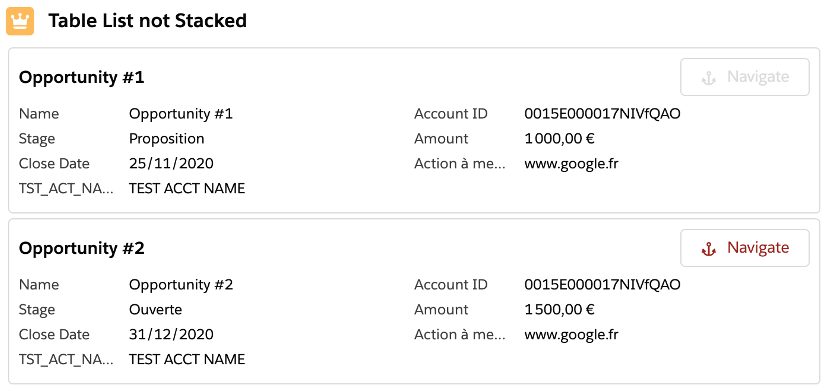 Table List not Stacked
Opportunity #1 Navigate
Name Opportunity #1 Account ID 0015E000017NIVfQAO
Stage Proposition Amount 1 000,00 €
Close Date 25/11/2020 Action à me... www.google.fr
TST_ACT_NA... TEST ACCT NAME
Opportunity #2 Navigate
Name Opportunity #2 Account ID 0015E000017NIVfQAO
Stage Ouverte Amount 1 500,00 €
Close Date 31/12/2020 Action à me... www.google.fr
TST_ACT_NA... TEST ACCT NAME